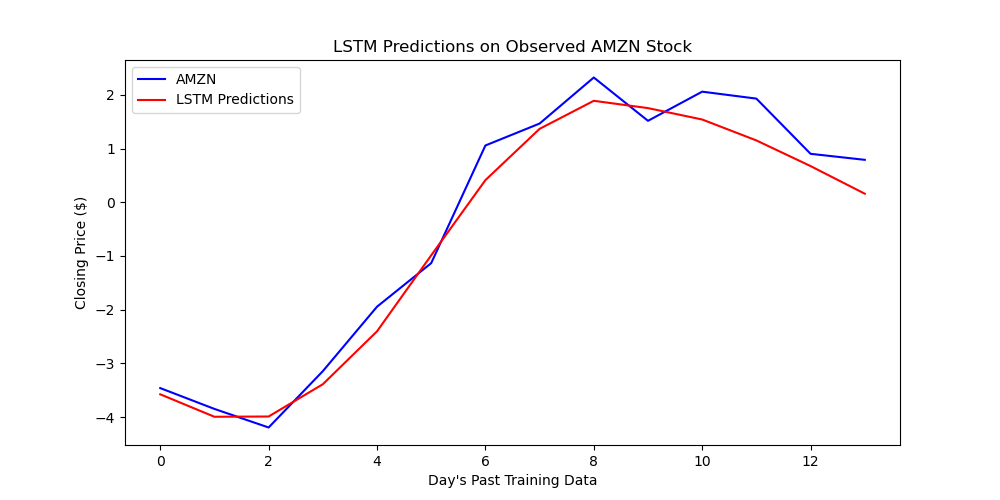 LSTM Predictions on Observed AMZN Stock
AMZN
LSTM Predictions
2
1
0
−1
−2
−3
−4
Closing Price ($)
0 2 4 6 8 10 12
Day's Past Training Data